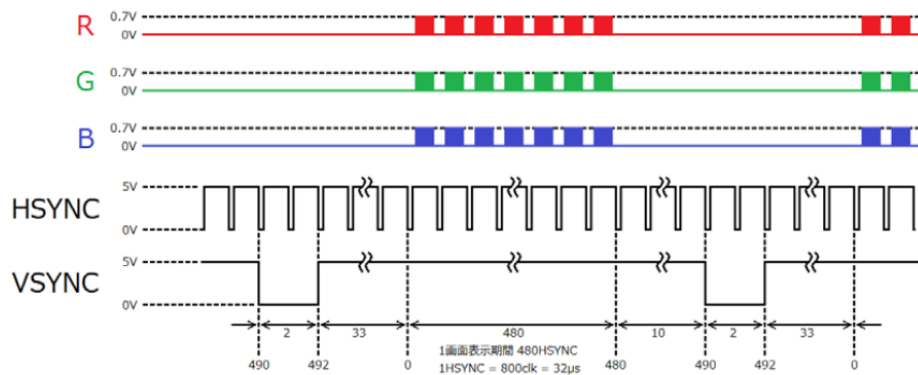 R 0.7V
0V
G 0.7V
0V
B 0.7V
0V
HSYNC 5V
0V
VSYNC 5V
0V
2 33 480 10 2 33
1画面表示期間 480HSYNC
1HSYNC = 800clk = 32μs
490 492 0 480 490 492 0